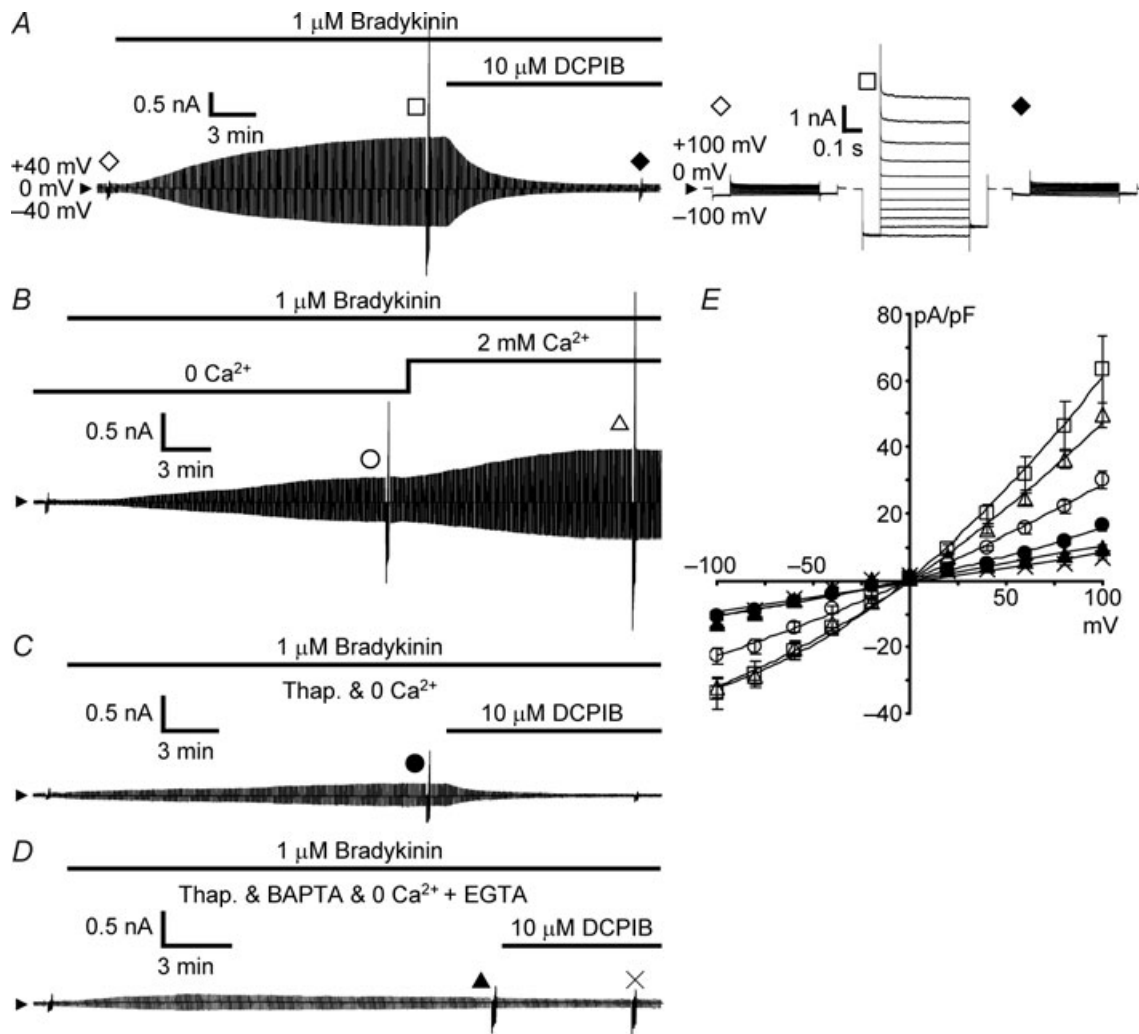 A
1 μM Bradykinin
10 μM DCPIB
0.5 nA
3 min
+40 mV
0 mV
–40 mV
1 nA
0.1 s
+100 mV
0 mV
–100 mV
B
1 μM Bradykinin
2 mM Ca²⁺
0 Ca²⁺
0.5 nA
3 min
C
1 μM Bradykinin
Thap. & 0 Ca²⁺
0.5 nA
10 μM DCPIB
3 min
D
1 μM Bradykinin
Thap. & BAPTA & 0 Ca²⁺ + EGTA
0.5 nA
10 μM DCPIB
3 min
E
pA/pF
80
60
40
20
–100
–50
50
100
mV
–20
–40